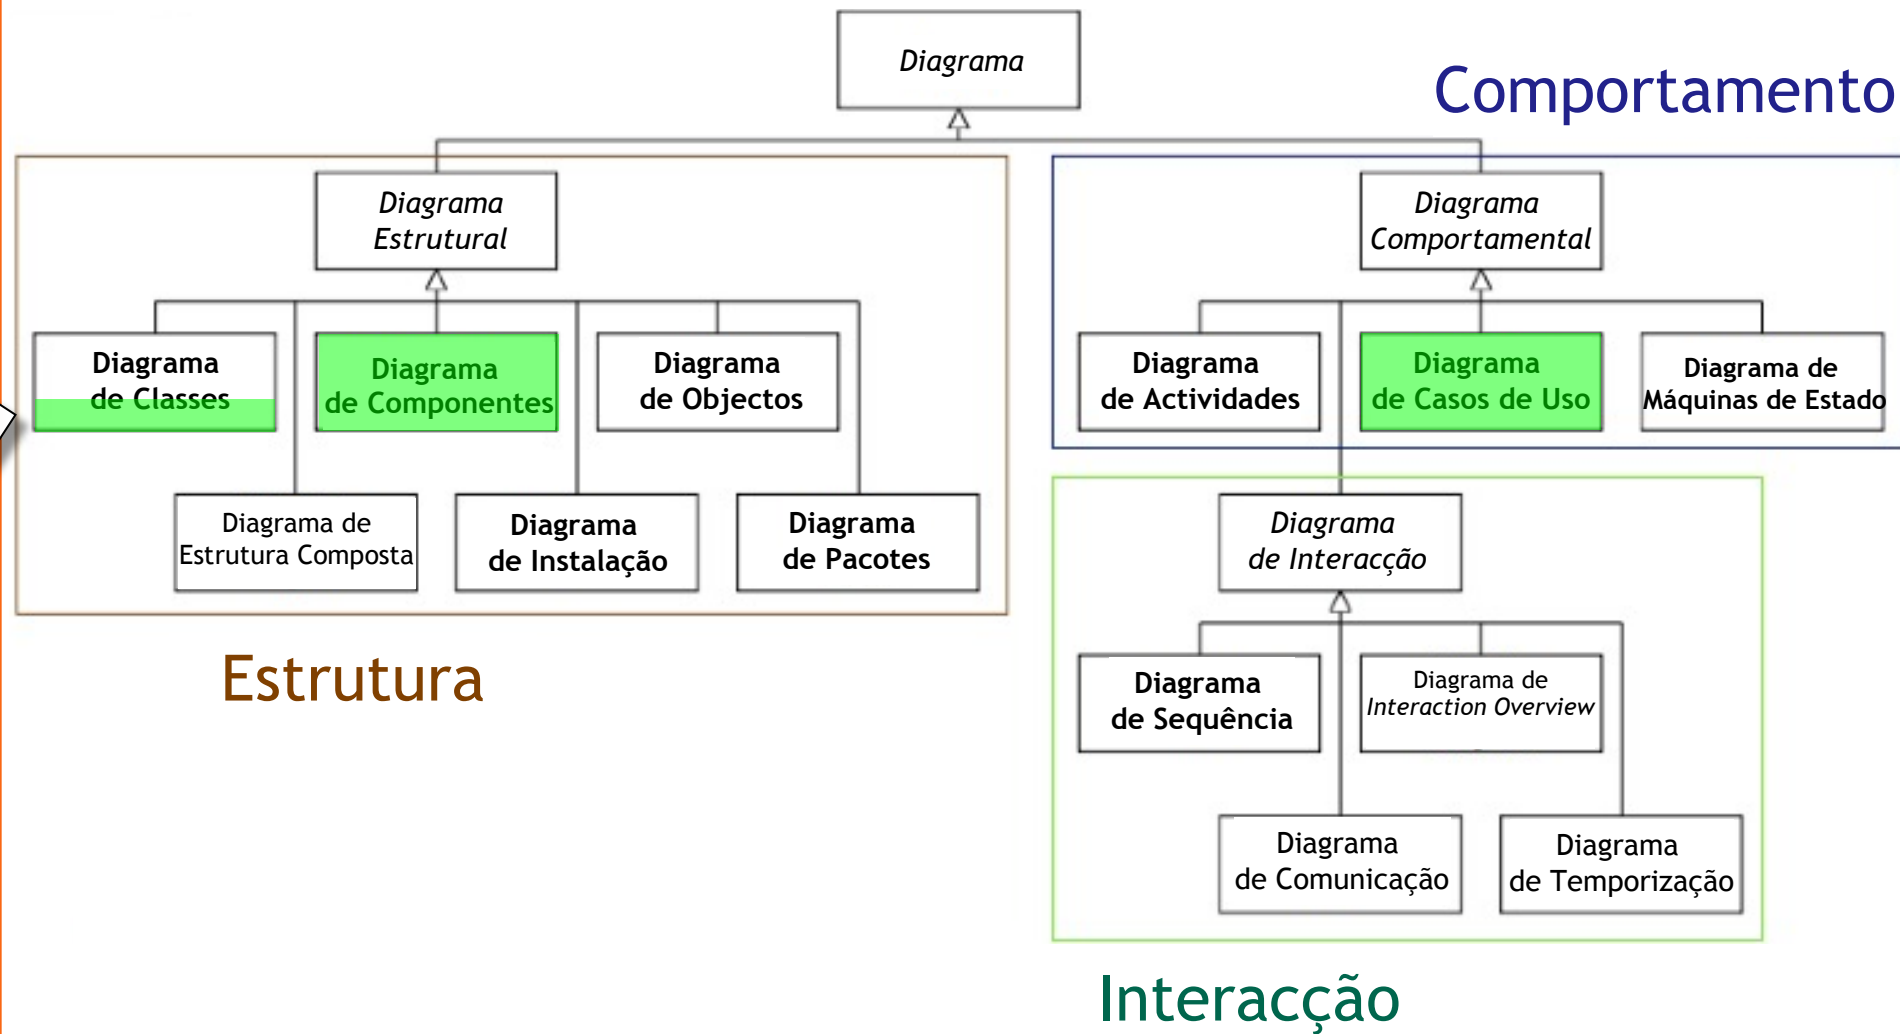 Diagrama
Comportamento
Diagrama
Estrutural
Diagrama
Comportamental
Diagrama
de Classes
Diagrama
de Componentes
Diagrama
de Objectos
Diagrama
de Actividades
Diagrama
de Casos de Uso
Diagrama de
Máquinas de Estado
Diagrama de
Estrutura Composta
Diagrama
de Instalação
Diagrama
de Pacotes
Diagrama
de Interacção
Estrutura
Diagrama
de Sequência
Diagrama de
Interaction Overview
Diagrama
de Comunicação
Diagrama
de Temporização
Interacção